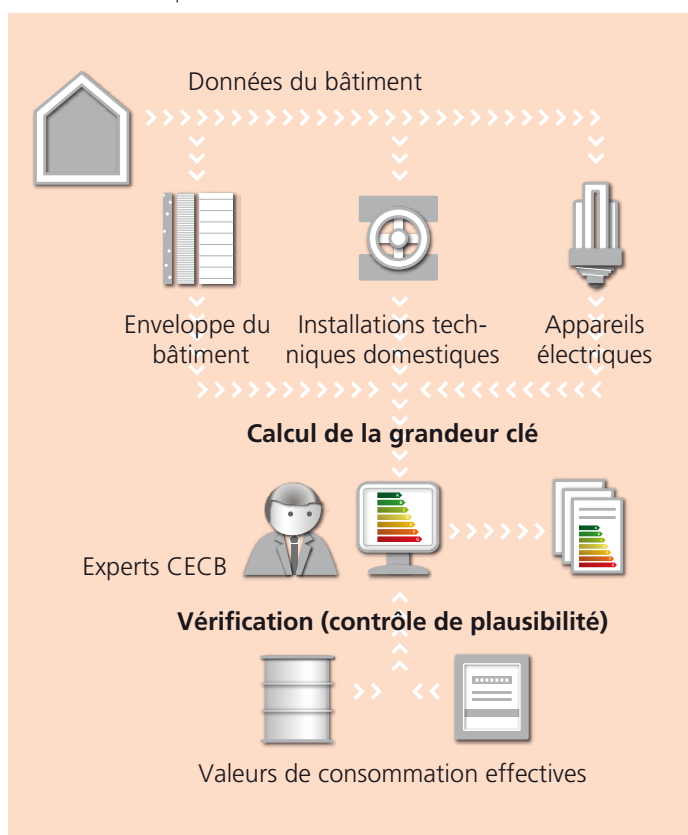 Données du bâtiment
Enveloppe du
bâtiment
Installations tech-
niques domestiques
Appareils
électriques
Calcul de la grandeur clé
Experts CECB
Vérification (contrôle de plausibilité)
Valeurs de consommation effectives